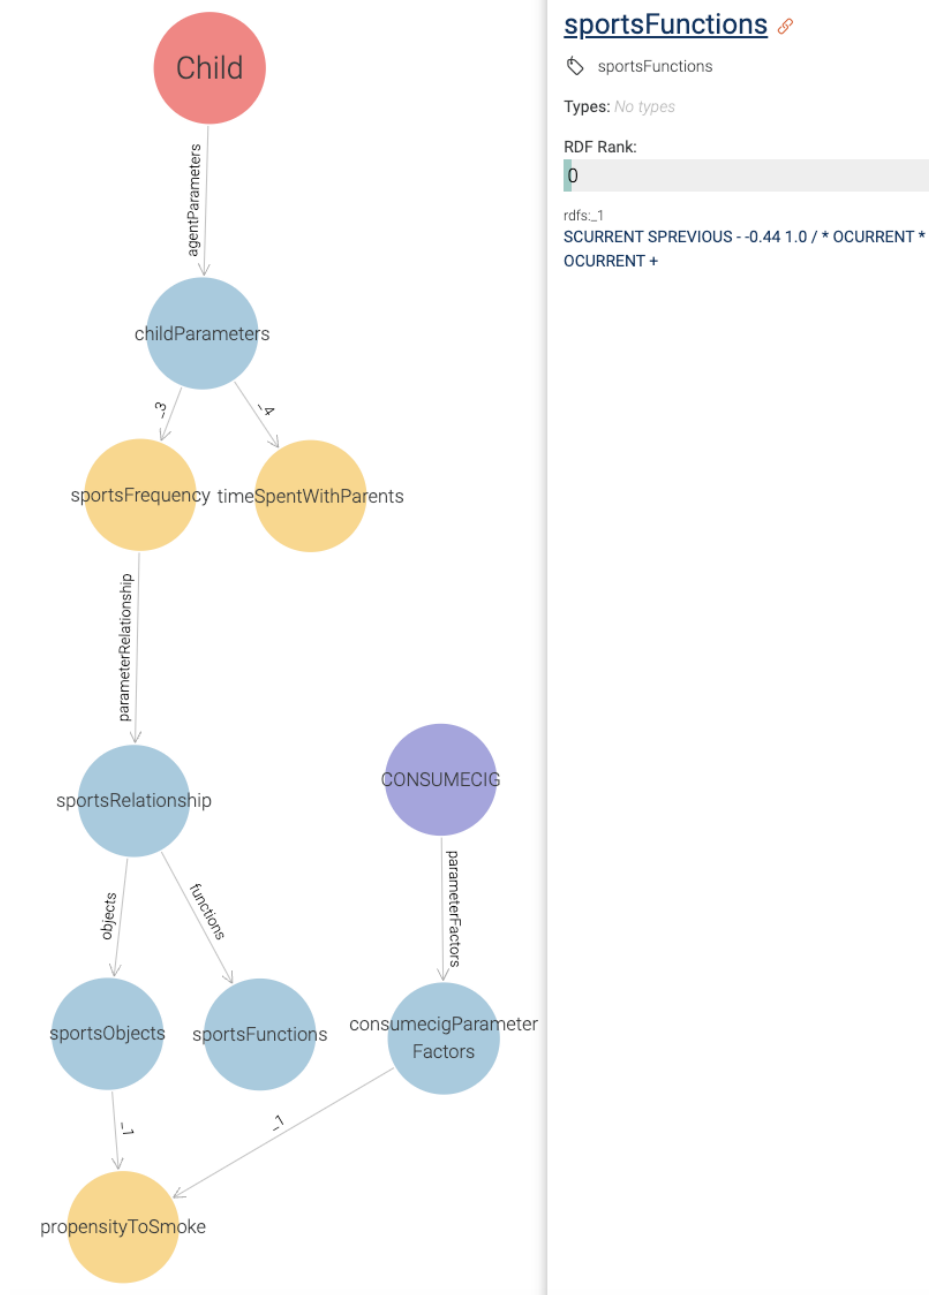 Child
agentParameters
childParameters
_3
_4
sportsFrequency
timeSpentWithParents
parameterRelationship
sportsRelationship
CONSUMECIG
objects
functions
parameterFactors
sportsObjects
sportsFunctions
consumecigParameter
Factors
_1
_1
propensityToSmoke
sportsFunctions
sportsFunctions
Types: No types
RDF Rank:
0
rdfs:_1
SCURRENT SPREVIOUS - -0.44 1.0 / * OCURRENT *
OCURRENT +